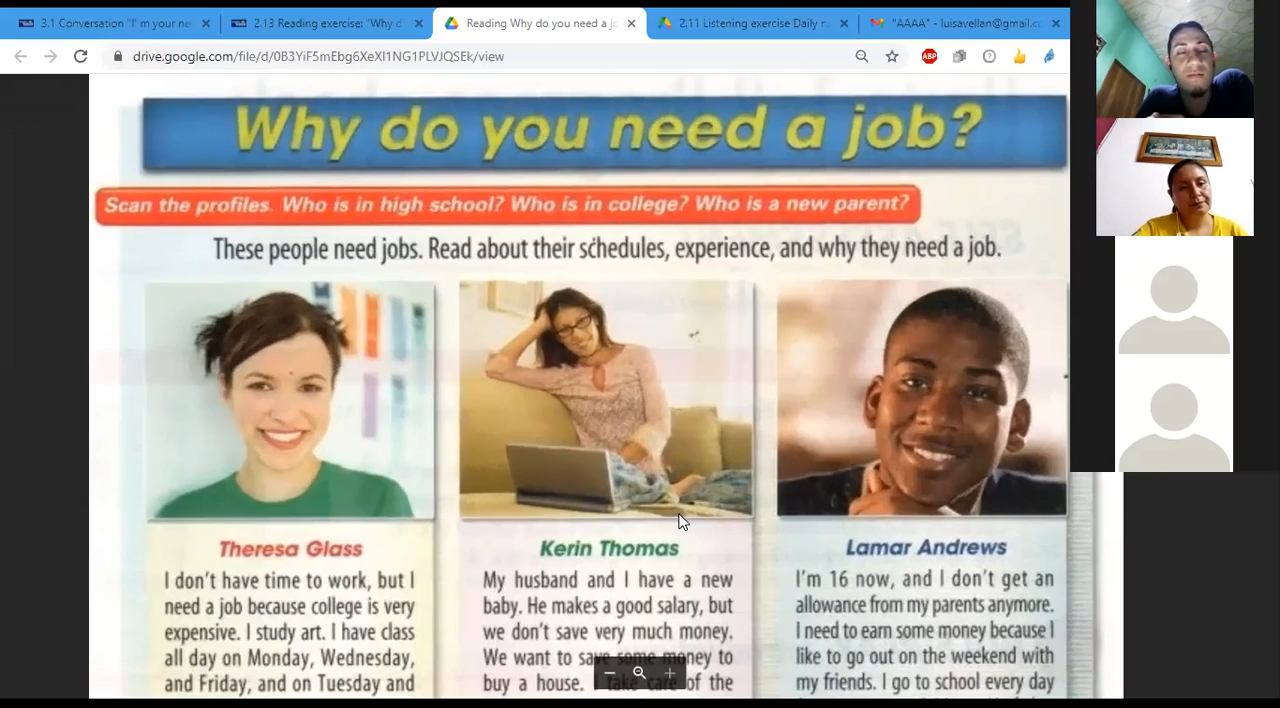 3.1 Conversation "I' m your ne
2.13 Reading exercise: "Why d
Reading Why do you need a jo
2.11 Listening exercise Daily r
"AAAA" - luisavellan@gmail.c
drive.google.com/file/d/0B3YiF5mEbg6XeXl1NG1PLVJQSEk/view
ABP
Why do you need a job?
Scan the profiles. Who is in high school? Who is in college? Who is a new parent?
These people need jobs. Read about their schedules, experience, and why they need a job.
Theresa Glass
I don't have time to work, but I
need a job because college is very
expensive. I study art. I have class
all day on Monday, Wednesday,
and Friday, and on Tuesday and
Kerin Thomas
My husband and I have a new
baby. He makes a good salary, but
we don't save very much money.
We want to save some money to
buy a house. I take care of the
Lamar Andrews
I'm 16 now, and I don't get an
allowance from my parents anymore.
I need to earn some money because I
like to go out on the weekend with
my friends. I go to school every day